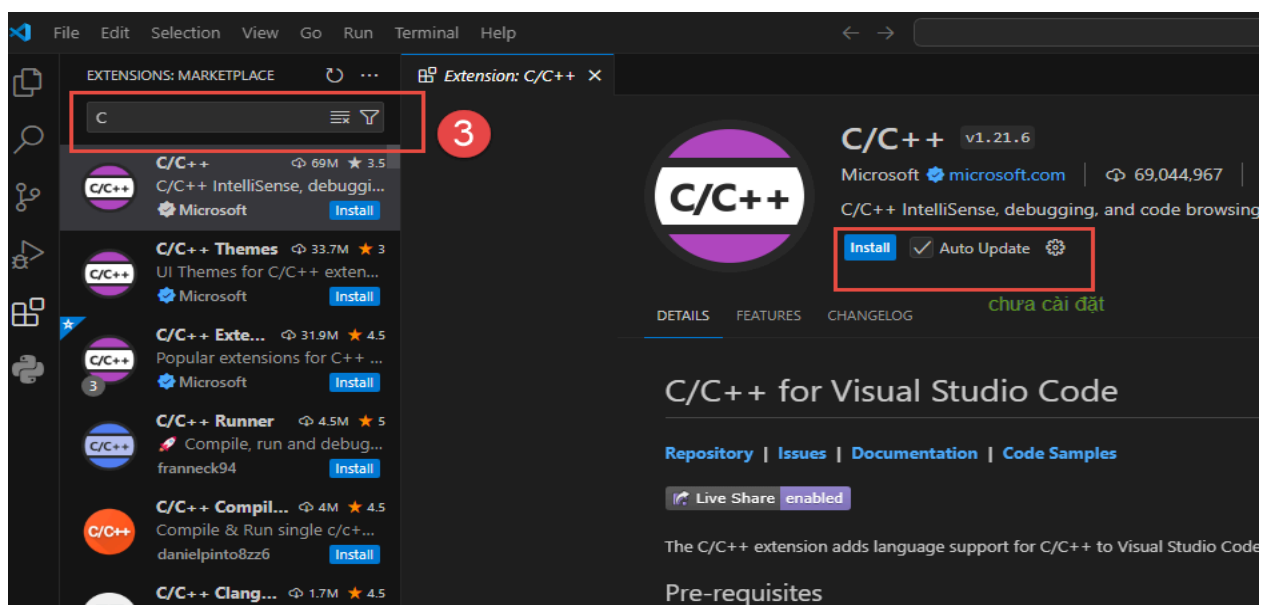 File Edit Selection View Go Run Terminal Help
EXTENSIONS: MARKETPLACE
Extension: C/C++
C
3
C/C++ 69M 3.5
C/C++ IntelliSense, debuggi...
Microsoft Install
C/C++ Themes 33.7M 3
UI Themes for C/C++ exten...
Microsoft Install
C/C++ Exte... 31.9M 4.5
Popular extensions for C++ ...
3 Microsoft Install
C/C++ Runner 4.5M 5
Compile, run and debug...
franneck94 Install
C/C++ Compil... 4M 4.5
Compile & Run single c/c+...
danielpinto8zz6 Install
C/C++ Clang... 1.7M 4.5
C/C++
C/C++
C/C++
C/C++
C/C++
C/C++
C/C++ v1.21.6
Microsoft microsoft.com 69,044,967
C/C++ IntelliSense, debugging, and code browsing
Install Auto Update
chưa cài đặt
DETAILS FEATURES CHANGELOG
C/C++ for Visual Studio Code
Repository | Issues | Documentation | Code Samples
Live Share enabled
The C/C++ extension adds language support for C/C++ to Visual Studio Code
Pre-requisites